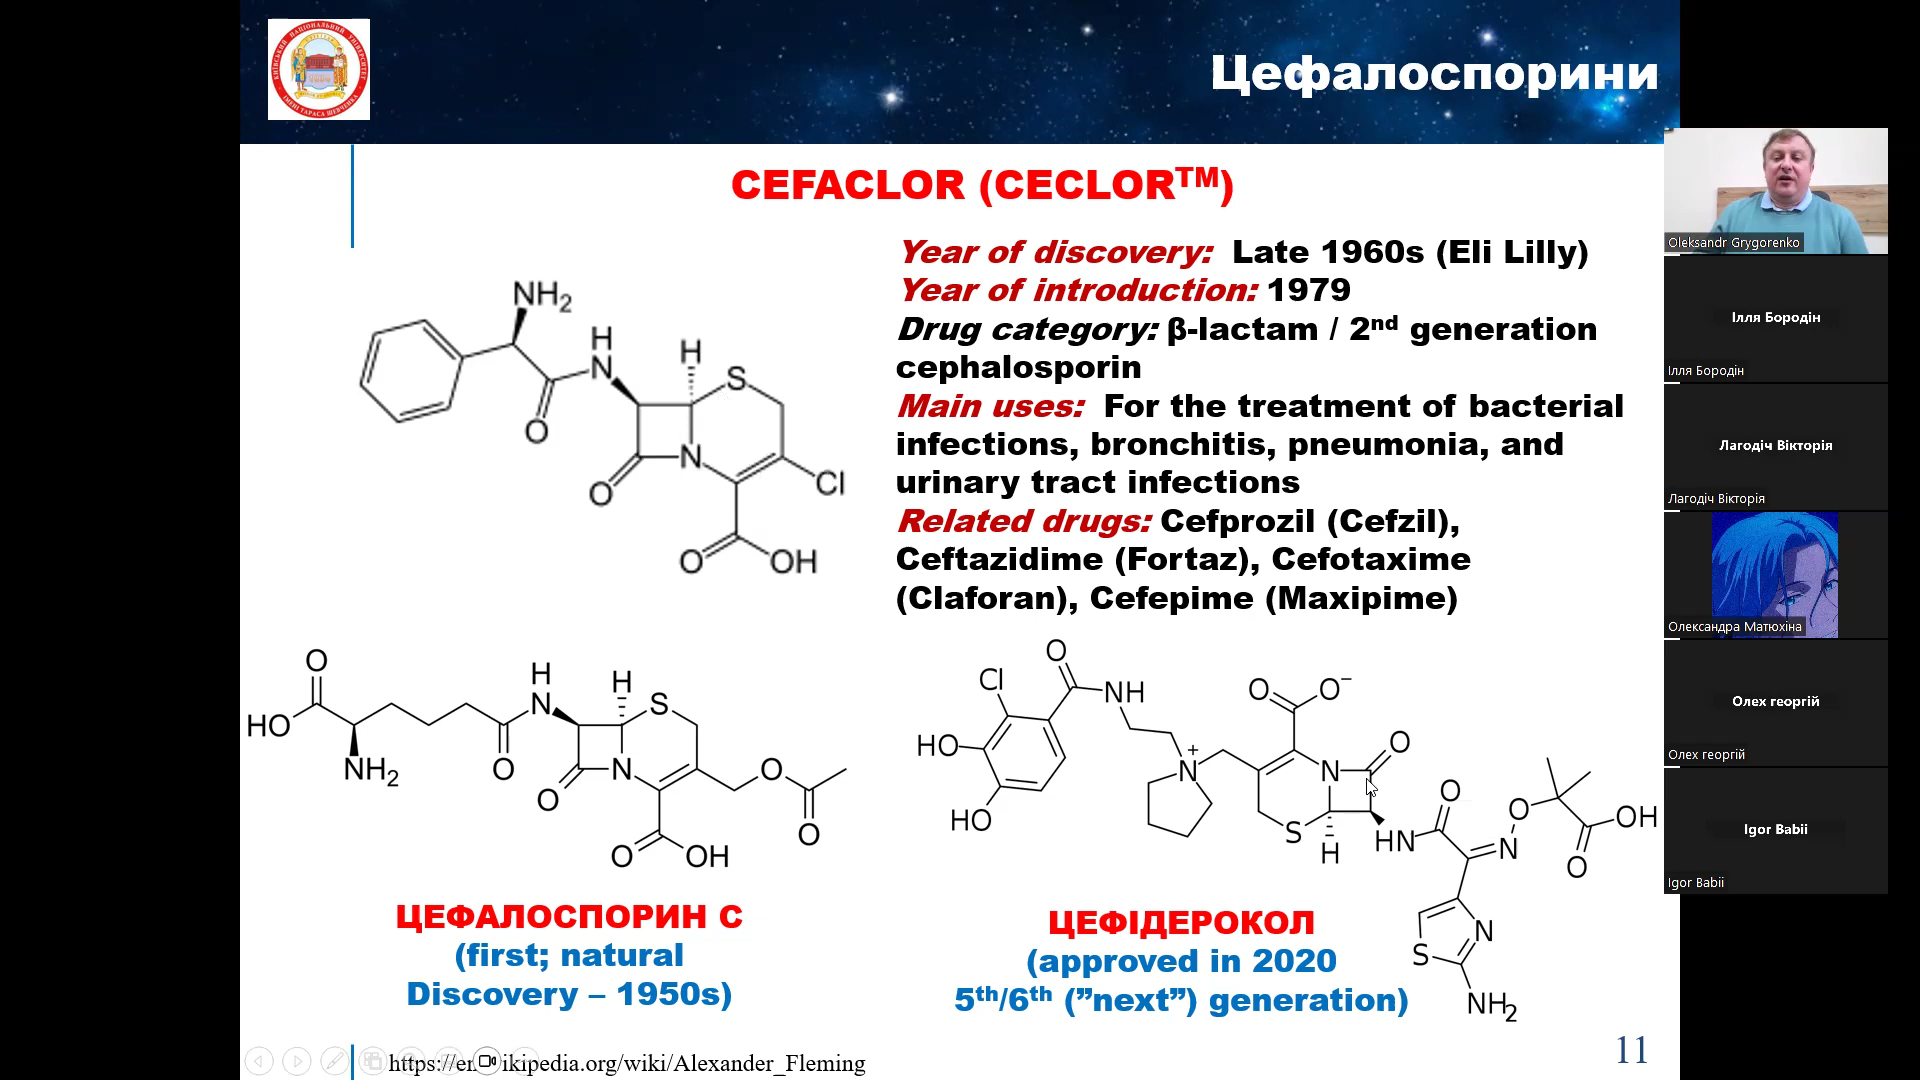 Цефалоспорини
CEFACLOR (CECLOR™)
Year of discovery: Late 1960s (Eli Lilly)
Year of introduction: 1979
Drug category: β-lactam / 2nd generation
cephalosporin
Main uses: For the treatment of bacterial
infections, bronchitis, pneumonia, and
urinary tract infections
Related drugs: Cefprozil (Cefzil),
Ceftazidime (Fortaz), Cefotaxime
(Claforan), Cefepime (Maxipime)
NH2
H
N
H
S
O
N
O
Cl
O
OH
O
HO
NH2
O
H
N
H
S
N
O
O
O
O
OH
ЦЕФАЛОСПОРИН С
(first; natural
Discovery – 1950s)
O
Cl
NH
HO
HO
N
+
O
O−
N
O
S
H
HN
O
N
O
OH
O
N
S
NH2
ЦЕФІДЕРОКОЛ
(approved in 2020
5th/6th (”next”) generation)
11
Oleksandr Grygorenko
Ілля Бородін
Ілля Бородін
Лагодіч Вікторія
Лагодіч Вікторія
Олександра Матюхіна
Олех георгій
Олех георгій
Igor Babii
Igor Babii